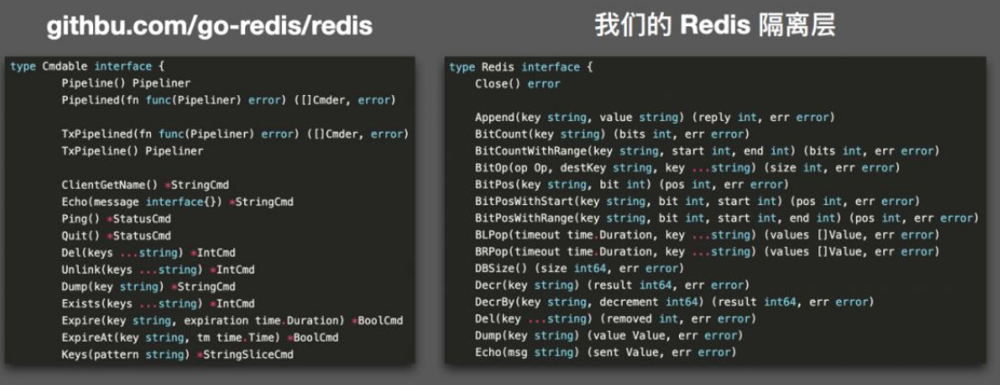 githbu.com/go-redis/redis
type Cmdable interface {
Pipeline() Pipeliner
Pipelined(fn func(Pipeliner) error) ([]Cmder, error)
TxPipelined(fn func(Pipeliner) error) ([]Cmder, error)
TxPipeline() Pipeliner
ClientGetName() *StringCmd
Echo(message interface{}) *StringCmd
Ping() *StatusCmd
Quit() *StatusCmd
Del(keys ...string) *IntCmd
Unlink(keys ...string) *IntCmd
Dump(key string) *StringCmd
Exists(keys ...string) *IntCmd
Expire(key string, expiration time.Duration) *BoolCmd
ExpireAt(key string, tm time.Time) *BoolCmd
Keys(pattern string) *StringSliceCmd
我们的 Redis 隔离层
type Redis interface {
Close() error
Append(key string, value string) (reply int, err error)
BitCount(key string) (bits int, err error)
BitCountWithRange(key string, start int, end int) (bits int, err error)
BitOp(op Op, destKey string, key ...string) (size int, err error)
BitPos(key string, bit int) (pos int, err error)
BitPosWithStart(key string, bit int, start int) (pos int, err error)
BitPosWithRange(key string, bit int, start int, end int) (pos int, err error)
BLPop(timeout time.Duration, key ...string) (values []Value, err error)
BRPop(timeout time.Duration, key ...string) (values []Value, err error)
DBSize() (size int64, err error)
Decr(key string) (result int64, err error)
DecrBy(key string, decrement int64) (result int64, err error)
Del(key ...string) (removed int, err error)
Dump(key string) (value Value, err error)
Echo(msg string) (sent Value, err error)